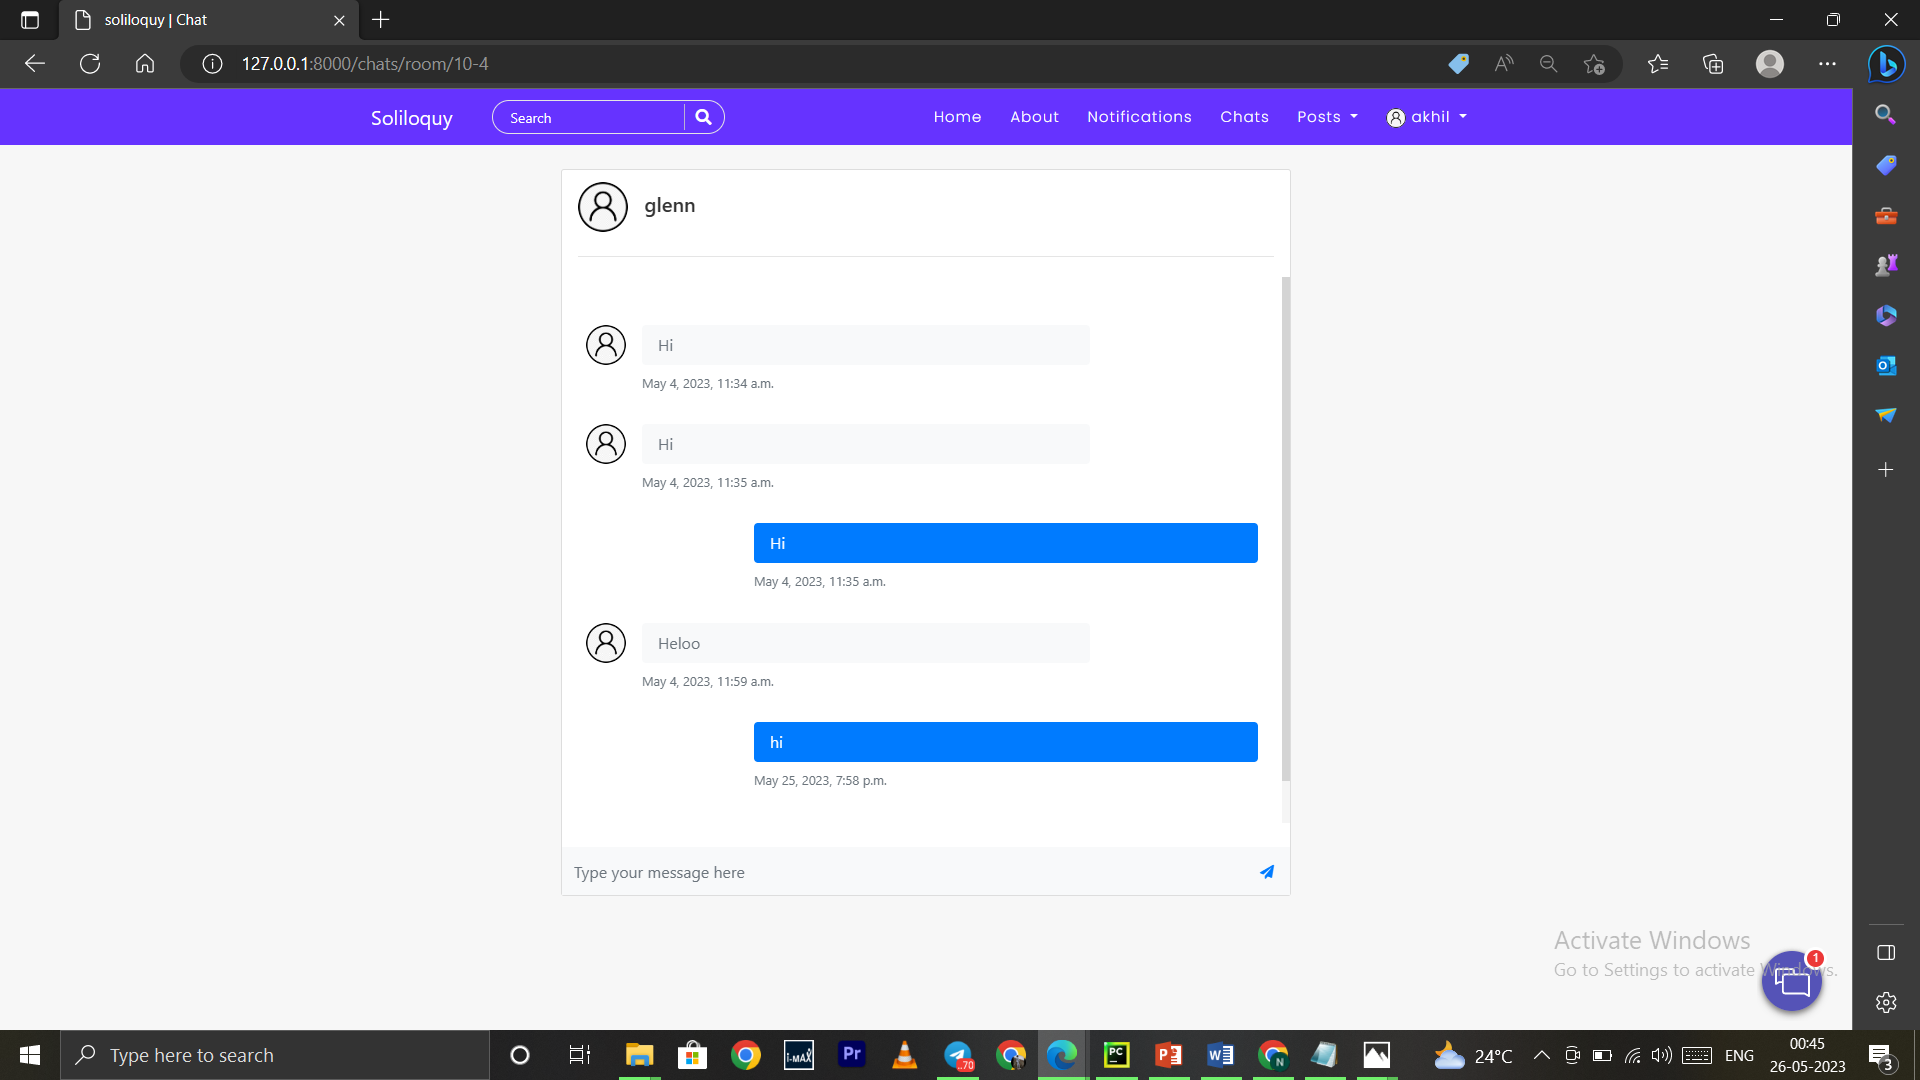 soliloquy | Chat
127.0.0.1:8000/chats/room/10-4
Soliloquy
Search
Home About Notifications Chats Posts akhil
glenn
Hi
May 4, 2023, 11:34 a.m.
Hi
May 4, 2023, 11:35 a.m.
Hi
May 4, 2023, 11:35 a.m.
Heloo
May 4, 2023, 11:59 a.m.
hi
May 25, 2023, 7:58 p.m.
Type your message here
Activate Windows
Go to Settings to activate Windows.
1
Type here to search
i-MAX
Pr
..70
PC
N
24°C
ENG
00:45
26-05-2023
3